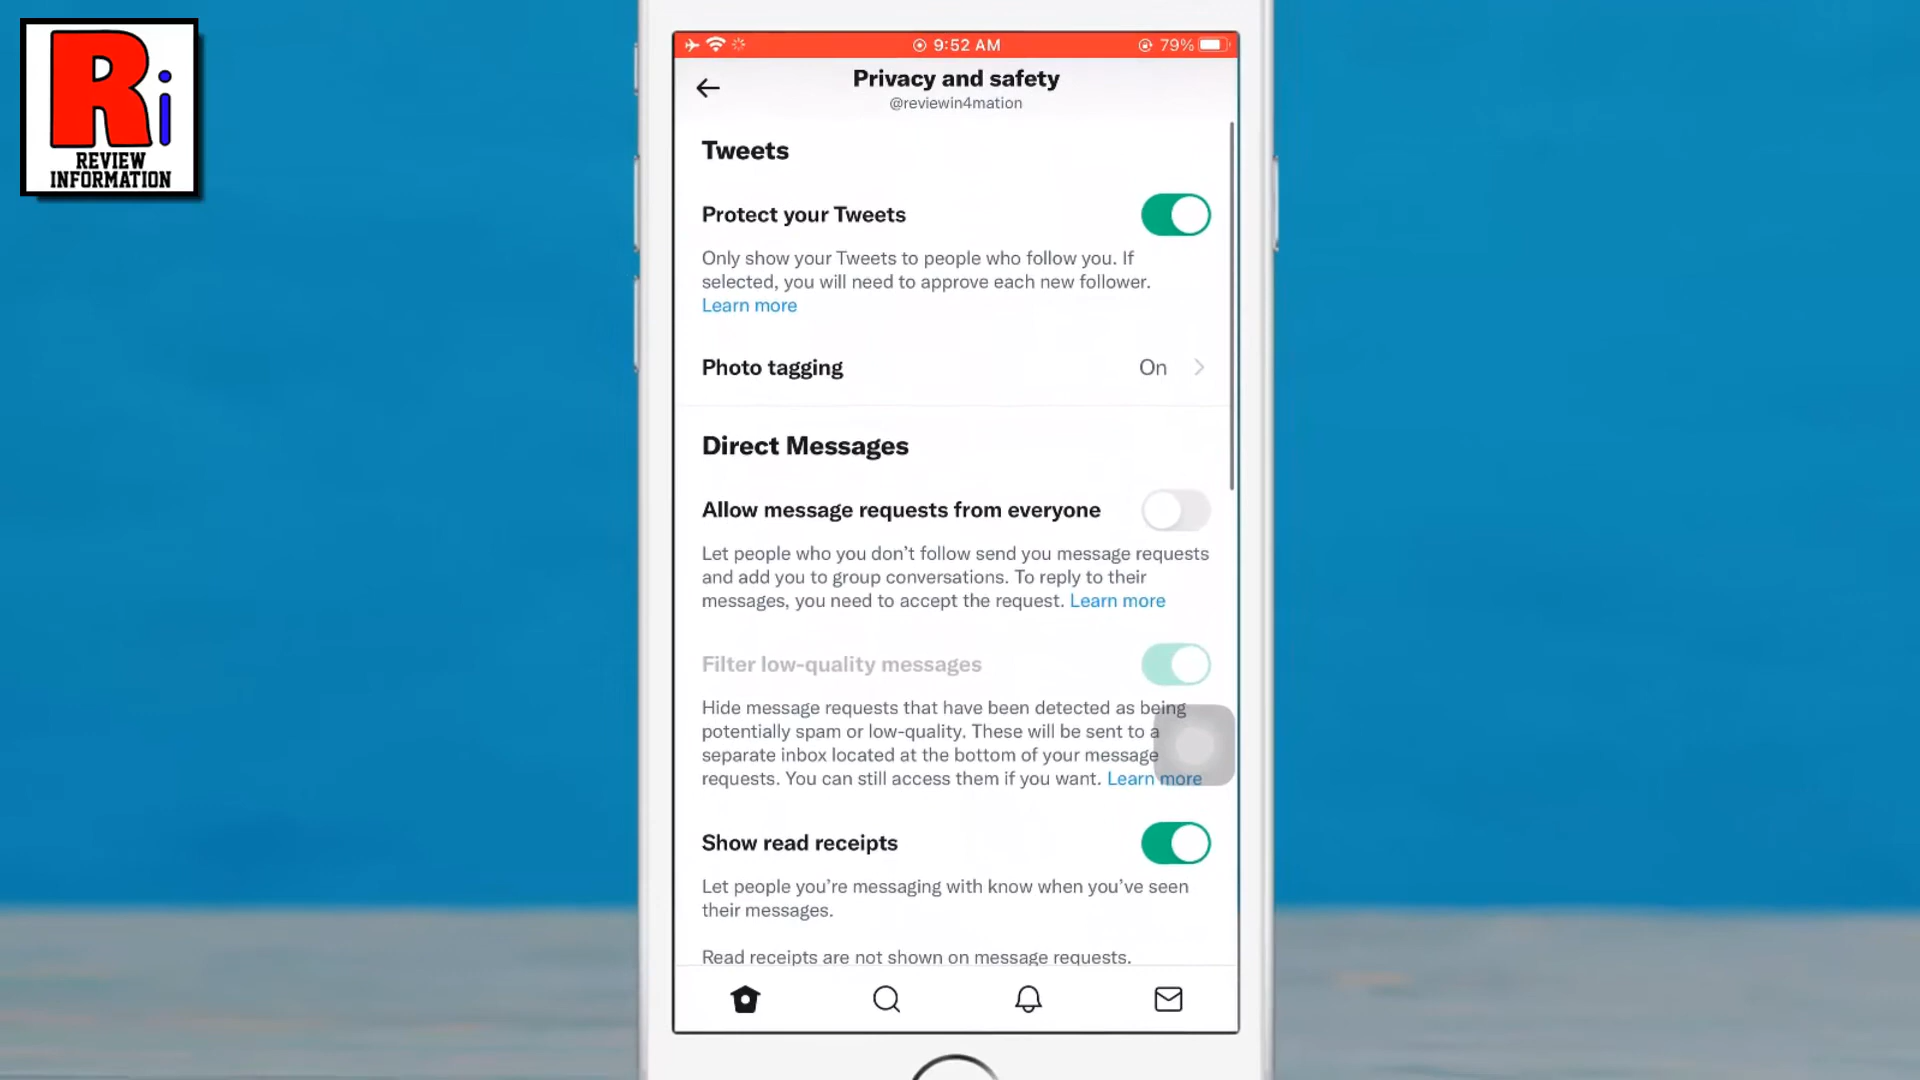 Ri
REVIEW
INFORMATION
9:52 AM
79%
Privacy and safety
@reviewin4mation
Tweets
Protect your Tweets
Only show your Tweets to people who follow you. If
selected, you will need to approve each new follower.
Learn more
Photo tagging On
Direct Messages
Allow message requests from everyone
Let people who you don’t follow send you message requests
and add you to group conversations. To reply to their
messages, you need to accept the request. Learn more
Filter low-quality messages
Hide message requests that have been detected as being
potentially spam or low-quality. These will be sent to a
separate inbox located at the bottom of your message
requests. You can still access them if you want. Learn more
Show read receipts
Let people you’re messaging with know when you’ve seen
their messages.
Read receipts are not shown on message requests.